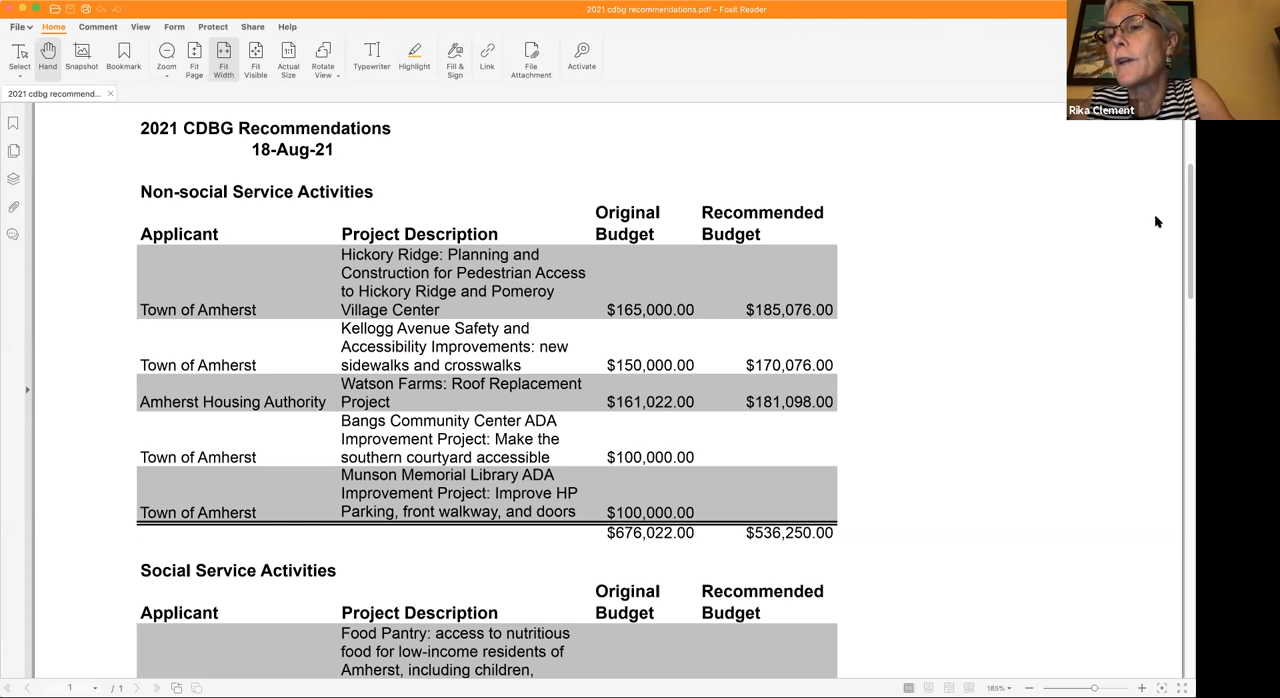 2021 cdbg recommendations.pdf - Foxit Reader
File Home Comment View Form Protect Share Help
Select Hand Snapshot Bookmark Zoom Fit Page Fit Width Fit Visible Actual Size Rotate View Typewriter Highlight Fill & Sign Link File Attachment Activate
2021 cdbg recommend...
Rika Clement
2021 CDBG Recommendations
18-Aug-21
Non-social Service Activities
Original Recommended
Applicant Project Description Budget Budget
Hickory Ridge: Planning and
Construction for Pedestrian Access
to Hickory Ridge and Pomeroy
Town of Amherst Village Center $165,000.00 $185,076.00
Kellogg Avenue Safety and
Accessibility Improvements: new
Town of Amherst sidewalks and crosswalks $150,000.00 $170,076.00
Watson Farms: Roof Replacement
Amherst Housing Authority Project $161,022.00 $181,098.00
Bangs Community Center ADA
Improvement Project: Make the
Town of Amherst southern courtyard accessible $100,000.00
Munson Memorial Library ADA
Improvement Project: Improve HP
Town of Amherst Parking, front walkway, and doors $100,000.00
$676,022.00 $536,250.00
Social Service Activities
Original Recommended
Applicant Project Description Budget Budget
Food Pantry: access to nutritious
food for low-income residents of
Amherst, including children,
1 / 1 185%